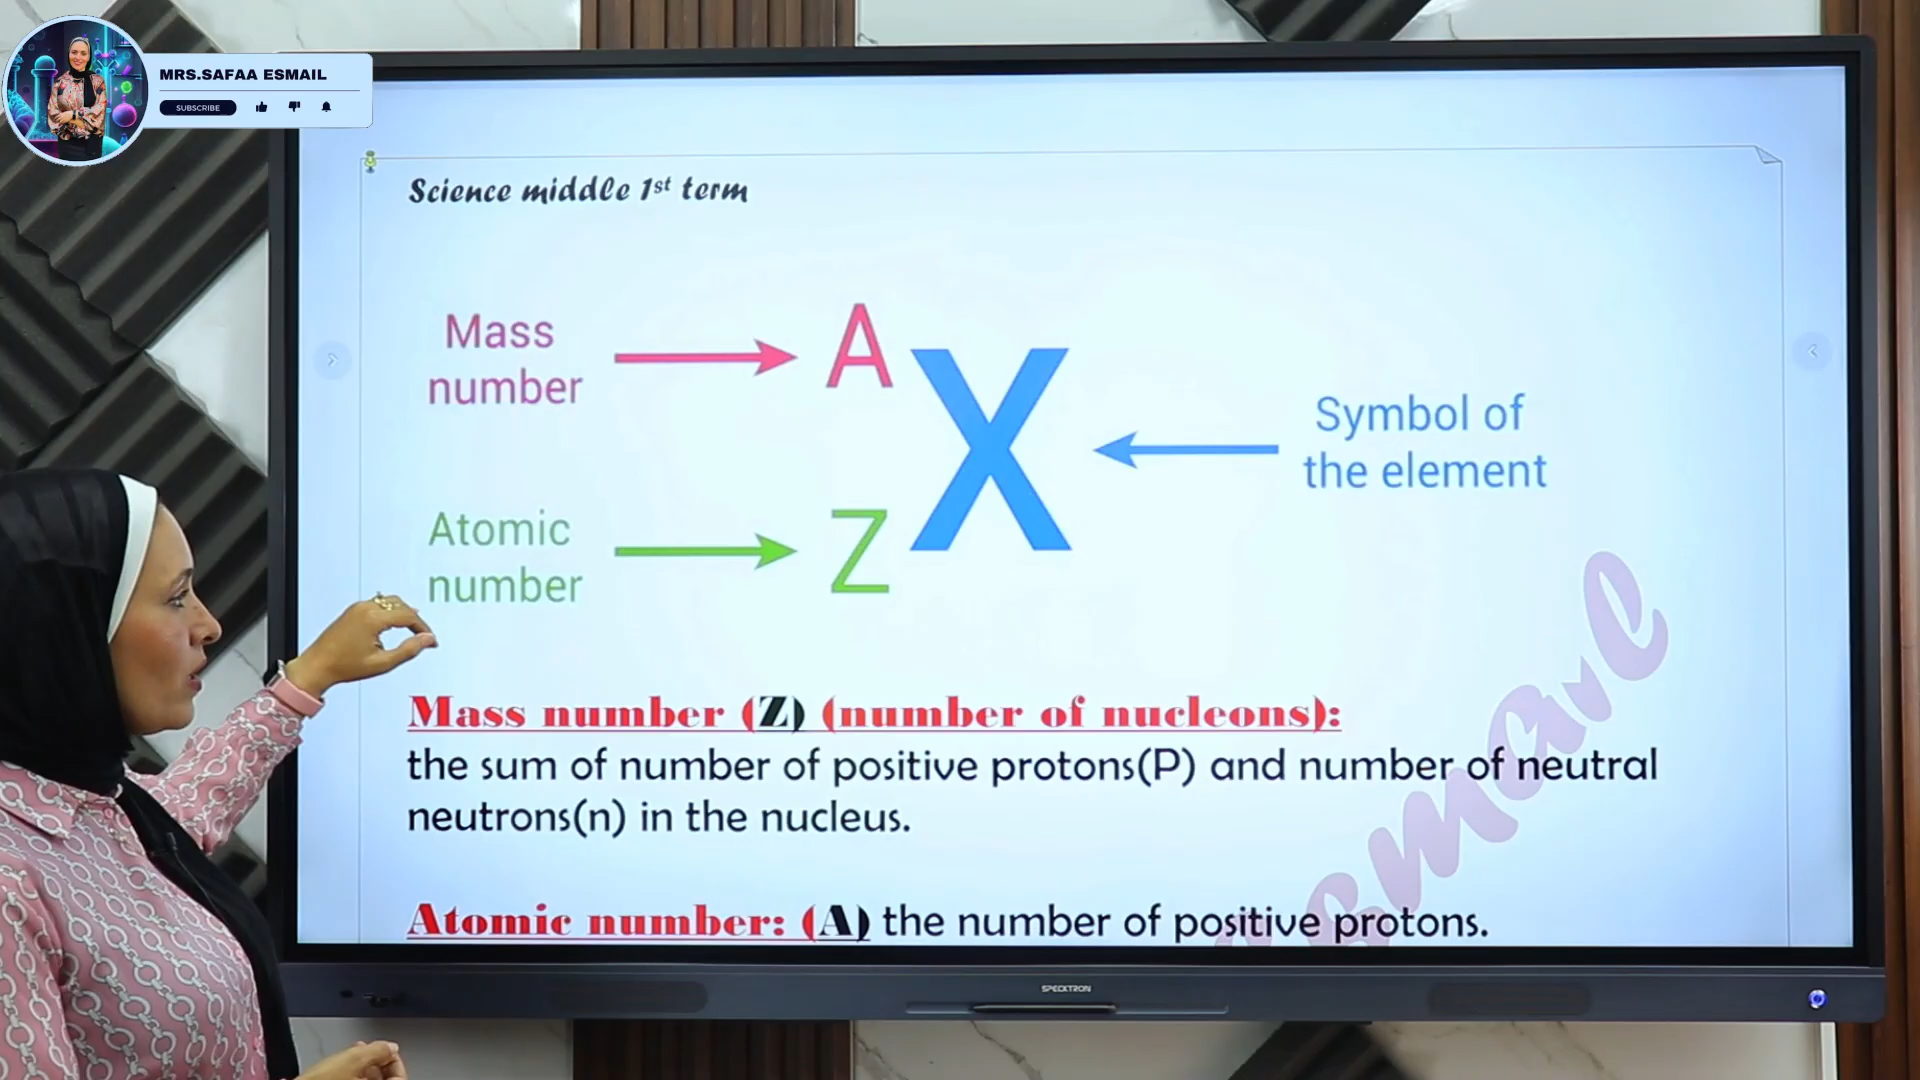 MRS.SAFAA ESMAIL
SUBSCRIBE
Science middle 1st term
Mass
number
A
X
Symbol of
the element
Atomic
number
Z
Mass number (Z) (number of nucleons):
the sum of number of positive protons(P) and number of neutral
neutrons(n) in the nucleus.
Atomic number: (A) the number of positive protons.
SPECKTRON